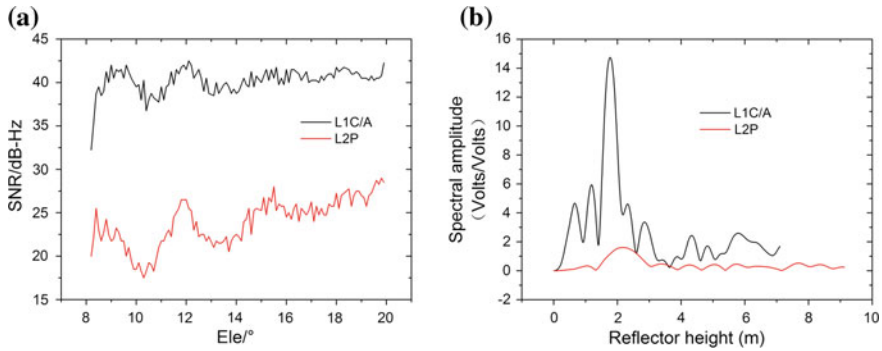 (a)
SNR/dB-Hz
45
40
35
30
25
20
15
L1C/A
L2P
6
8
10
12
14
16
18
20
Ele/°
(b)
Spectral amplitude
（Volts/Volts）
16
14
12
10
8
6
4
2
0
-2
L1C/A
L2P
0
2
4
6
8
10
Reflector height (m)